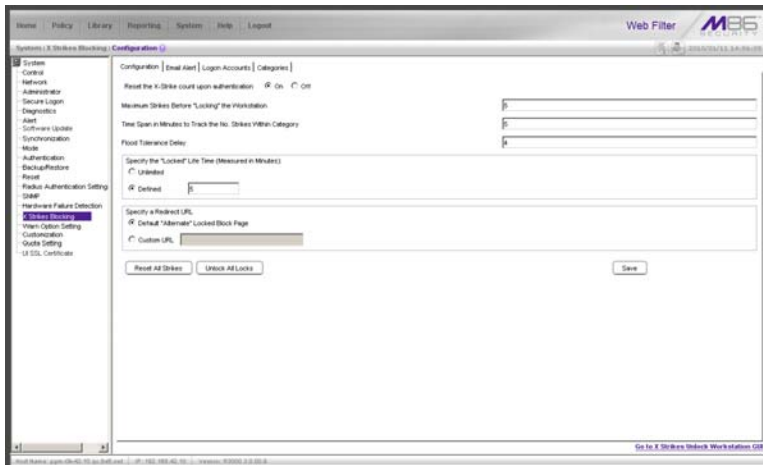 Home Policy Library Reporting System Help Logout
Web Filter M86 SECURITY
System: X Strikes Blocking: Configuration
System
Control
Network
Administrator
Secure Logon
Diagnostics
Alert
Software Update
Synchronization
Mode
Authentication
Backup/Restore
Reset
Radius Authentication Setting
SNMP
Hardware Failure Detection
X Strikes Blocking
Warn Option Setting
Customization
Quota Setting
UI SSL Certificate
Configuration Email Alert Logon Accounts Categories
Reset the X-Strike count upon authentication On Off
Maximum Strikes Before "Locking" the Workstation 5
Time Span in Minutes to Track the No. Strikes Within Category 5
Flood Tolerance Delay 4
Specify the "Locked" Life Time (Measured in Minutes)
Unlimited
Defined 5
Specify a Redirect URL
Default "Alternate" Locked Block Page
Custom URL
Reset All Strikes Unlock All Locks Save
Go to X Strikes Unlock Workstation GUI
Host Name: